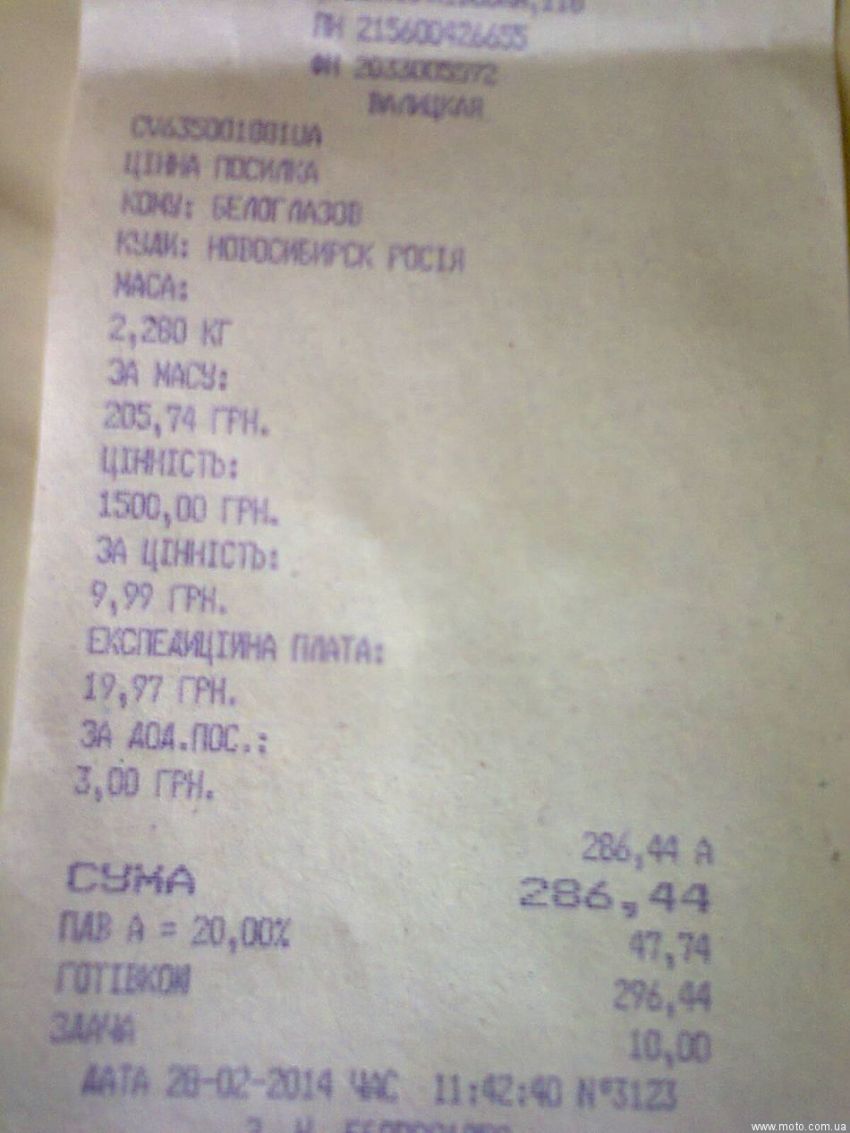 ПН 215600426655
ФН 2033005972
ВАЛИЦКАЯ
CV635001001UA
ЦІННА ПОСИЛКА
КОМУ: БЕЛОГЛАЗОВ
КУДИ: НОВОСИБИРСК РОСІЯ
МАСА:
2,280 КГ
ЗА МАСУ:
205,74 ГРН.
ЦІННІСТЬ:
1500,00 ГРН.
ЗА ЦІННІСТЬ:
9,99 ГРН.
ЕКСПЕДИЦІЙНА ПЛАТА:
19,97 ГРН.
ЗА ДОД.ПОС.:
3,00 ГРН.
286,44 А
СУМА 286,44
ПДВ А = 20,00% 47,74
ГОТІВКОЮ 296,44
ЗДАЧА 10,00
ДАТА 28-02-2014 ЧАС 11:42:40 N°3123
www.moto.com.ua